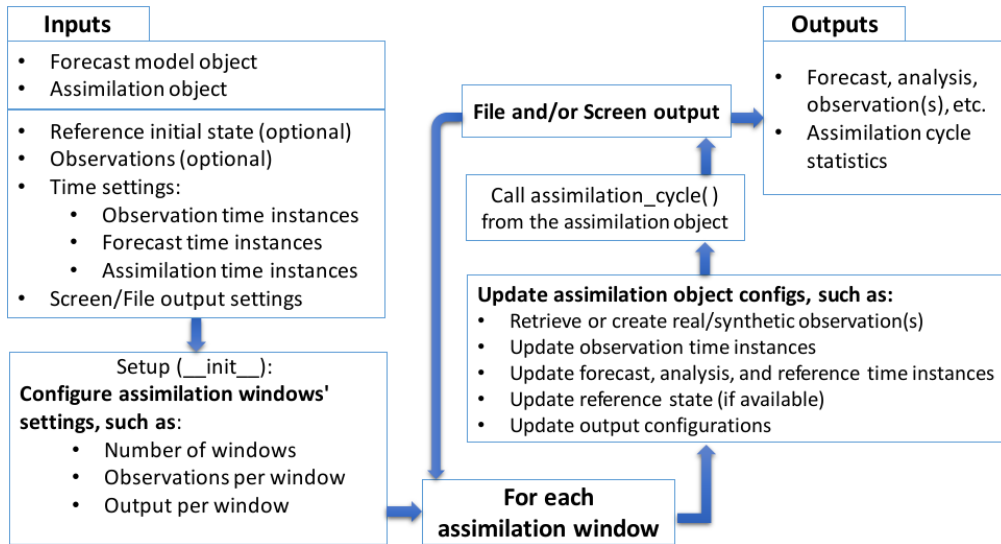 Inputs
• Forecast model object
• Assimilation object
• Reference initial state (optional)
• Observations (optional)
• Time settings:
• Observation time instances
• Forecast time instances
• Assimilation time instances
• Screen/File output settings
Setup (__init__):
Configure assimilation windows'
settings, such as:
• Number of windows
• Observations per window
• Output per window
For each
assimilation window
Update assimilation object configs, such as:
• Retrieve or create real/synthetic observation(s)
• Update observation time instances
• Update forecast, analysis, and reference time instances
• Update reference state (if available)
• Update output configurations
Call assimilation_cycle( )
from the assimilation object
File and/or Screen output
Outputs
• Forecast, analysis,
observation(s), etc.
• Assimilation cycle
statistics